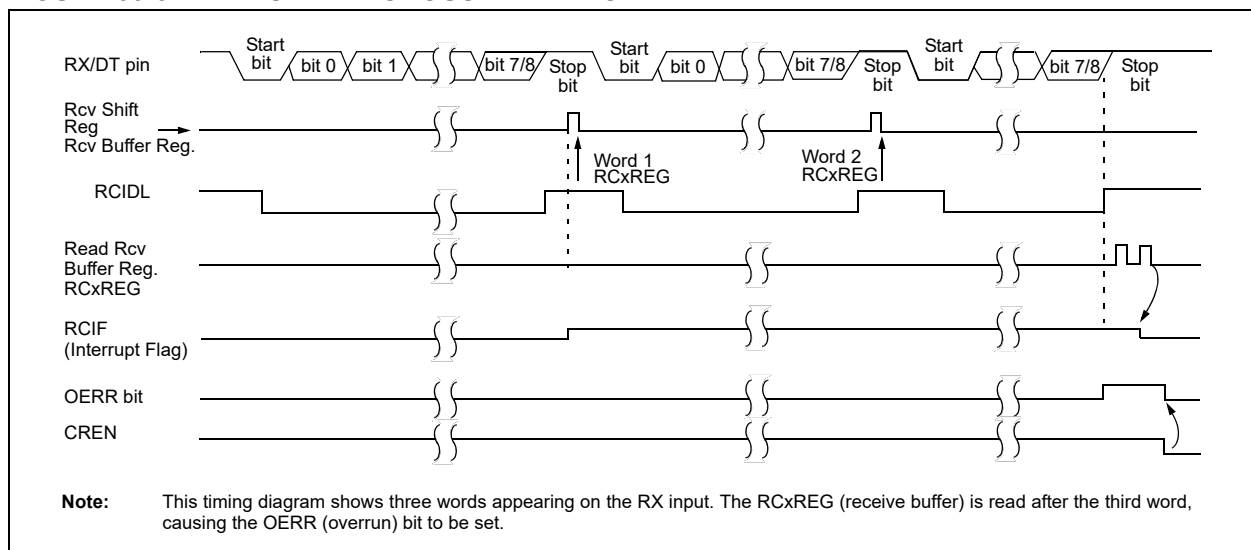 Start
bit
bit 0
bit 1
bit 7/8
Stop
bit
Start
bit
bit 0
bit 7/8
Stop
bit
Start
bit
bit 7/8
Stop
bit
RX/DT pin
Rcv Shift
Reg
Rcv Buffer Reg.
Word 1
RCxREG
Word 2
RCxREG
RCIDL
Read Rcv
Buffer Reg.
RCxREG
RCIF
(Interrupt Flag)
OERR bit
CREN
Note: This timing diagram shows three words appearing on the RX input. The RCxREG (receive buffer) is read after the third word,
causing the OERR (overrun) bit to be set.